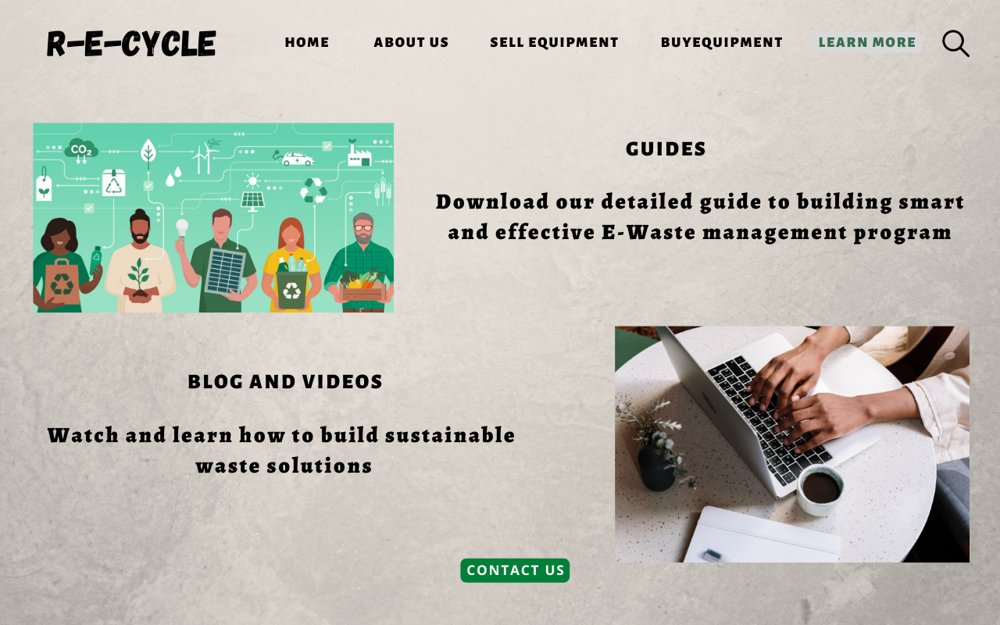 R-E-CYCLE
HOME
ABOUT US
SELL EQUIPMENT
BUYEQUIPMENT
LEARN MORE
CO₂
GUIDES
Download our detailed guide to building smart
and effective E-Waste management program
BLOG AND VIDEOS
Watch and learn how to build sustainable
waste solutions
CONTACT US